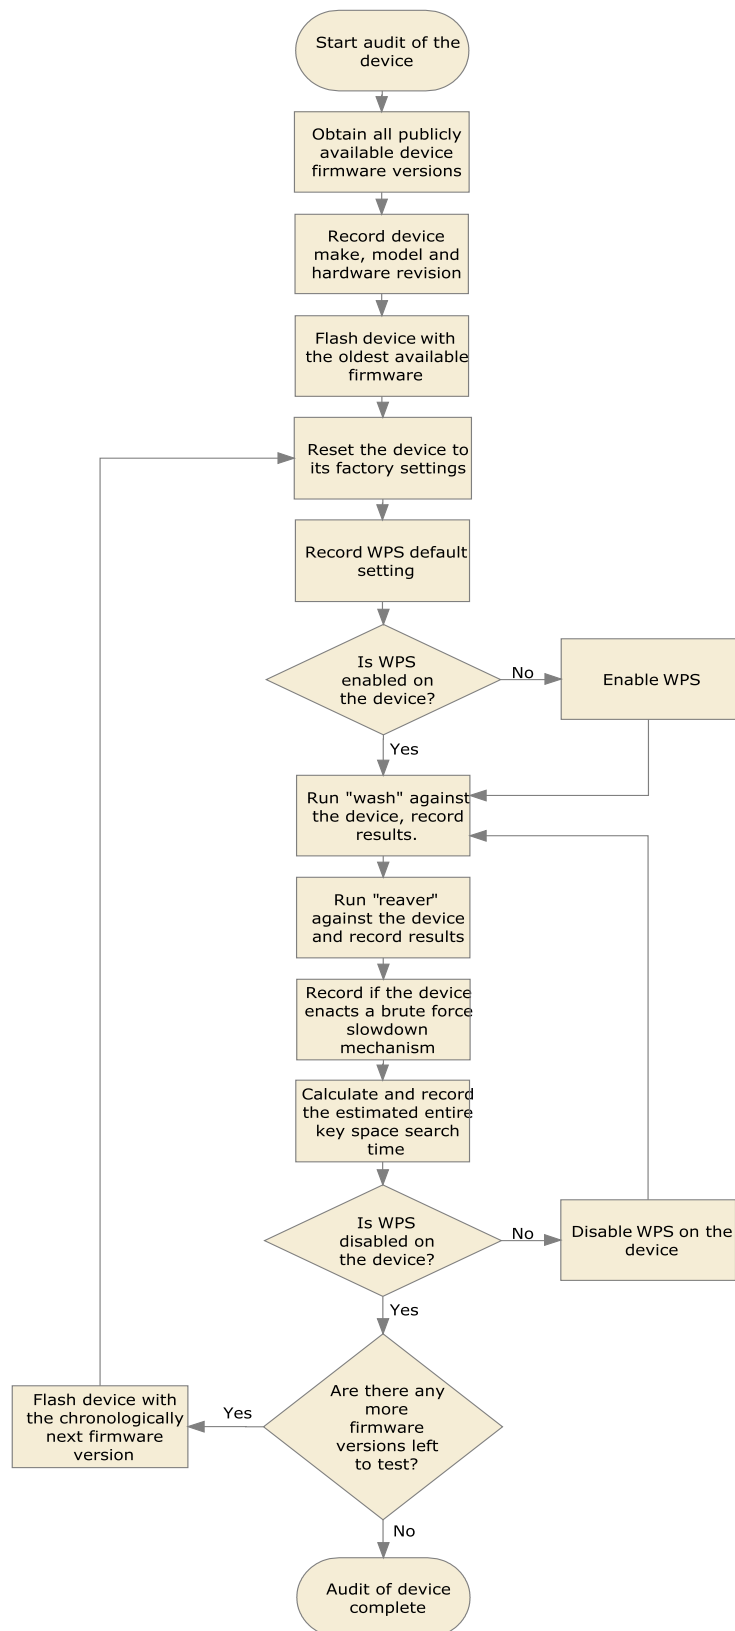 Start audit of the
device
Obtain all publicly
available device
firmware versions
Record device
make, model and
hardware revision
Flash device with
the oldest available
firmware
Reset the device to
its factory settings
Record WPS default
setting
Is WPS
enabled on
the device?
No
Enable WPS
Yes
Run "wash" against
the device, record
results.
Run "reaver"
against the device
and record results
Record if the device
enacts a brute force
slowdown
mechanism
Calculate and record
the estimated entire
key space search
time
Is WPS
disabled on
the device?
No
Disable WPS on the
device
Yes
Are there any
more
firmware
versions left
to test?
Yes
Flash device with
the chronologically
next firmware
version
No
Audit of device
complete